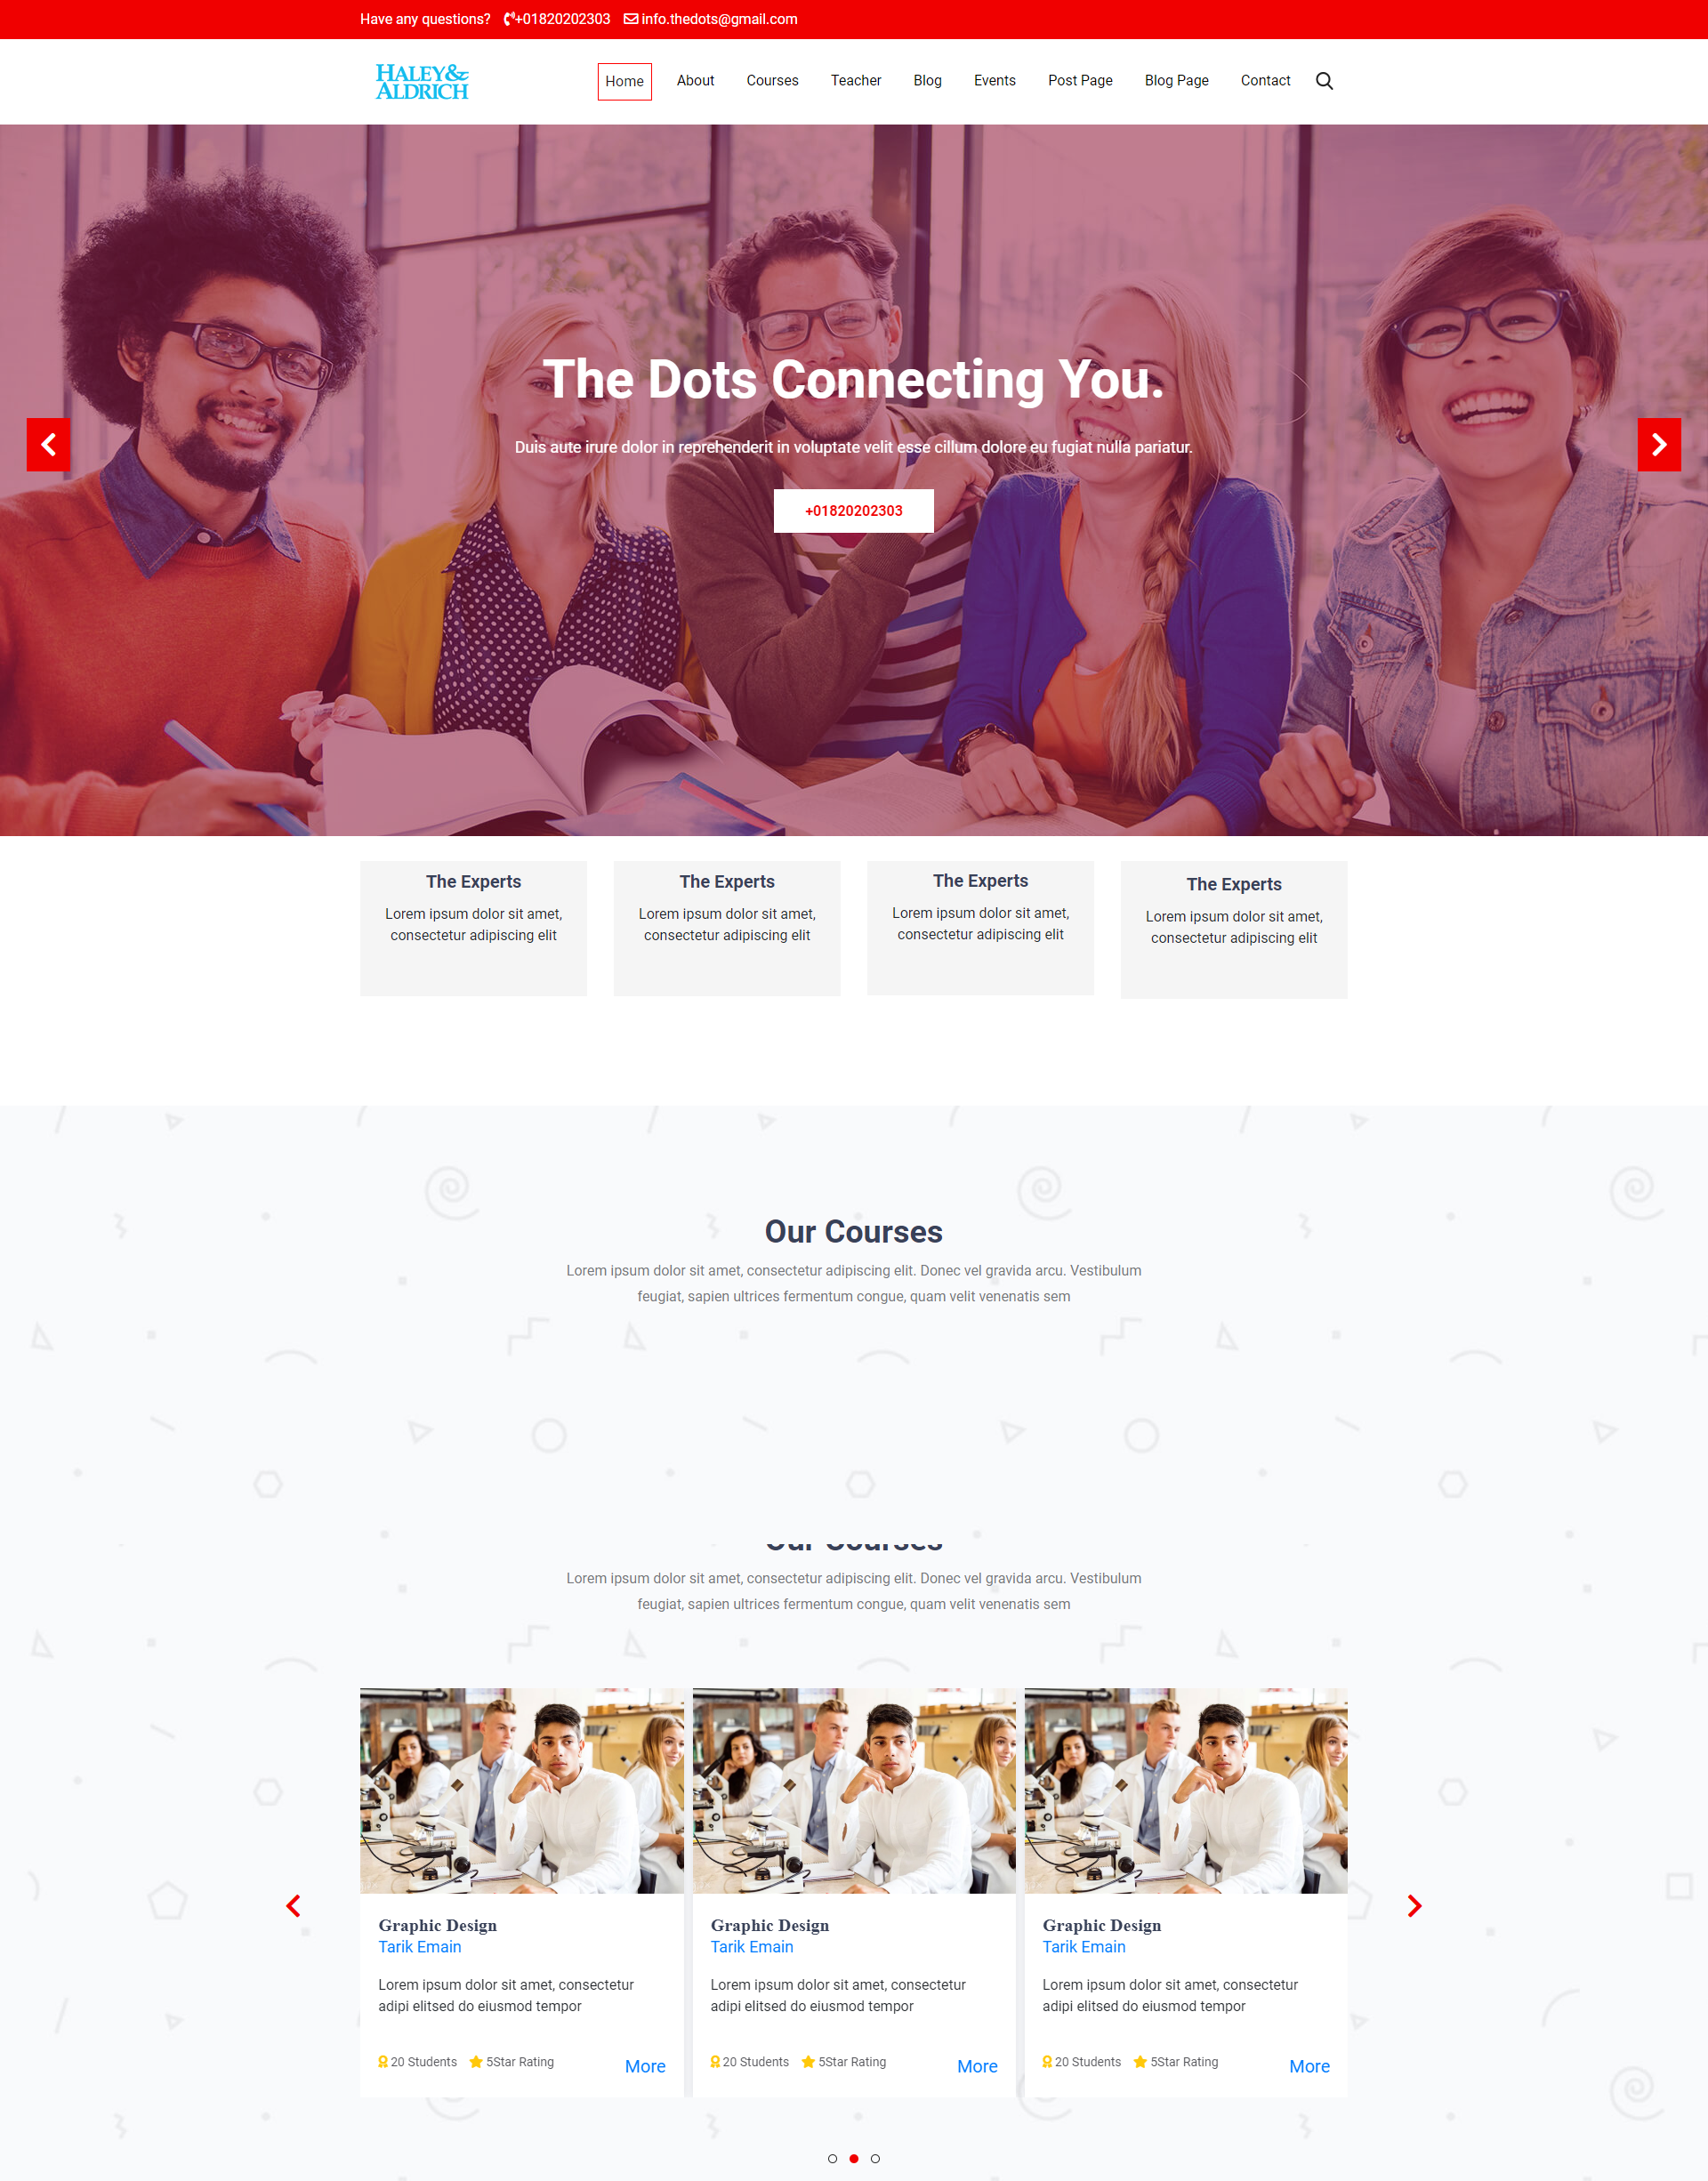 Have any questions? +01820202303 info.thedots@gmail.com
HALEY&
ALDRICH
Home About Courses Teacher Blog Events Post Page Blog Page Contact
The Dots Connecting You.
Duis aute irure dolor in reprehenderit in voluptate velit esse cillum dolore eu fugiat nulla pariatur.
+01820202303
The Experts
Lorem ipsum dolor sit amet,
consectetur adipiscing elit
The Experts
Lorem ipsum dolor sit amet,
consectetur adipiscing elit
The Experts
Lorem ipsum dolor sit amet,
consectetur adipiscing elit
The Experts
Lorem ipsum dolor sit amet,
consectetur adipiscing elit
Our Courses
Lorem ipsum dolor sit amet, consectetur adipiscing elit. Donec vel gravida arcu. Vestibulum
feugiat, sapien ultrices fermentum congue, quam velit venenatis sem
Our Courses
Lorem ipsum dolor sit amet, consectetur adipiscing elit. Donec vel gravida arcu. Vestibulum
feugiat, sapien ultrices fermentum congue, quam velit venenatis sem
Graphic Design
Tarik Emain
Lorem ipsum dolor sit amet, consectetur
adipi elitsed do eiusmod tempor
20 Students 5Star Rating More
Graphic Design
Tarik Emain
Lorem ipsum dolor sit amet, consectetur
adipi elitsed do eiusmod tempor
20 Students 5Star Rating More
Graphic Design
Tarik Emain
Lorem ipsum dolor sit amet, consectetur
adipi elitsed do eiusmod tempor
20 Students 5Star Rating More